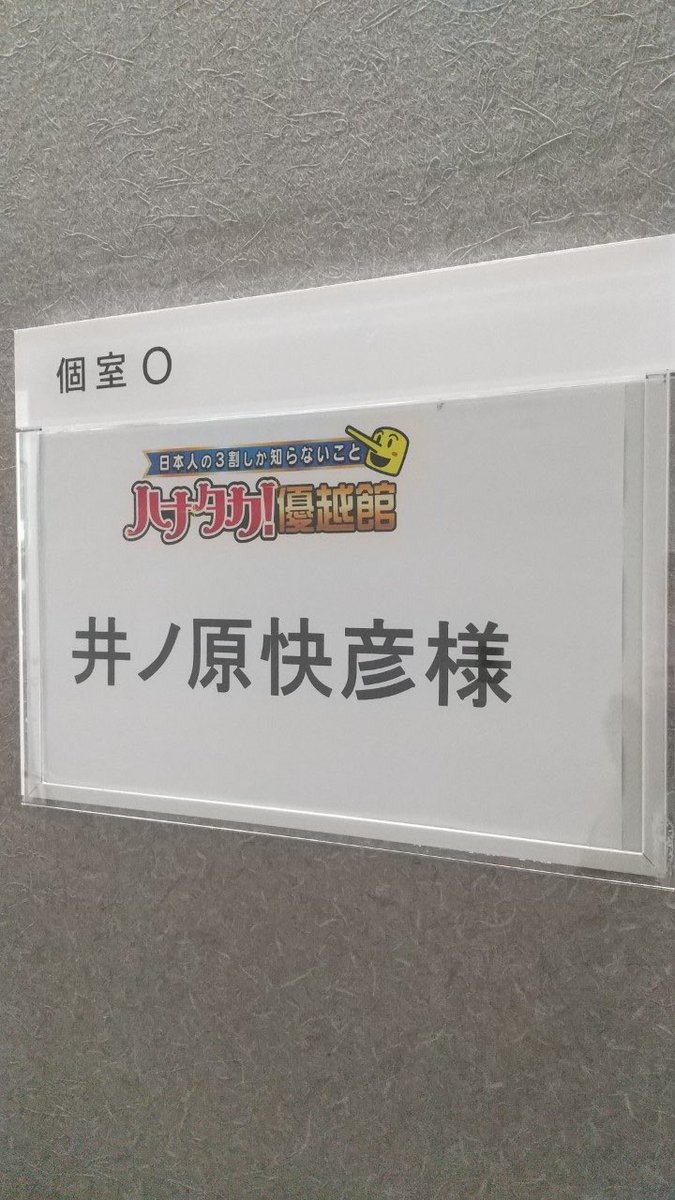 個室 O
日本人の3割しか知らないこと
ハナタカ!優越館
井ノ原快彦様